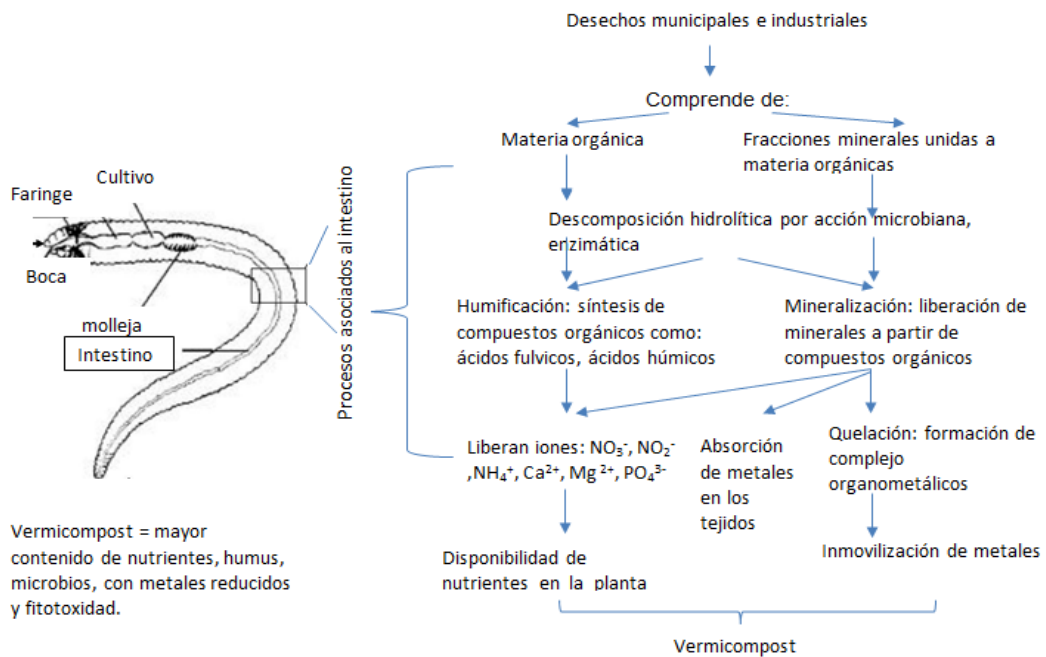 Desechos municipales e industriales
Comprende de:
Materia orgánica
Fracciones minerales unidas a
materia orgánicas
Descomposición hidrolítica por acción microbiana,
enzimática
Humificación: síntesis de
compuestos orgánicos como:
ácidos fulvicos, ácidos húmicos
Mineralización: liberación de
minerales a partir de
compuestos orgánicos
Liberan iones: NO₃⁻, NO₂⁻
,NH₄⁺, Ca²⁺, Mg ²⁺, PO₄³⁻
Absorción
de metales
en los
tejidos
Quelación: formación de
complejo
organometálicos
Disponibilidad de
nutrientes en la planta
Inmovilización de metales
Vermicompost
Procesos asociados al intestino
Cultivo
Faringe
Boca
molleja
Intestino
Vermicompost = mayor
contenido de nutrientes, humus,
microbios, con metales reducidos
y fitotoxidad.